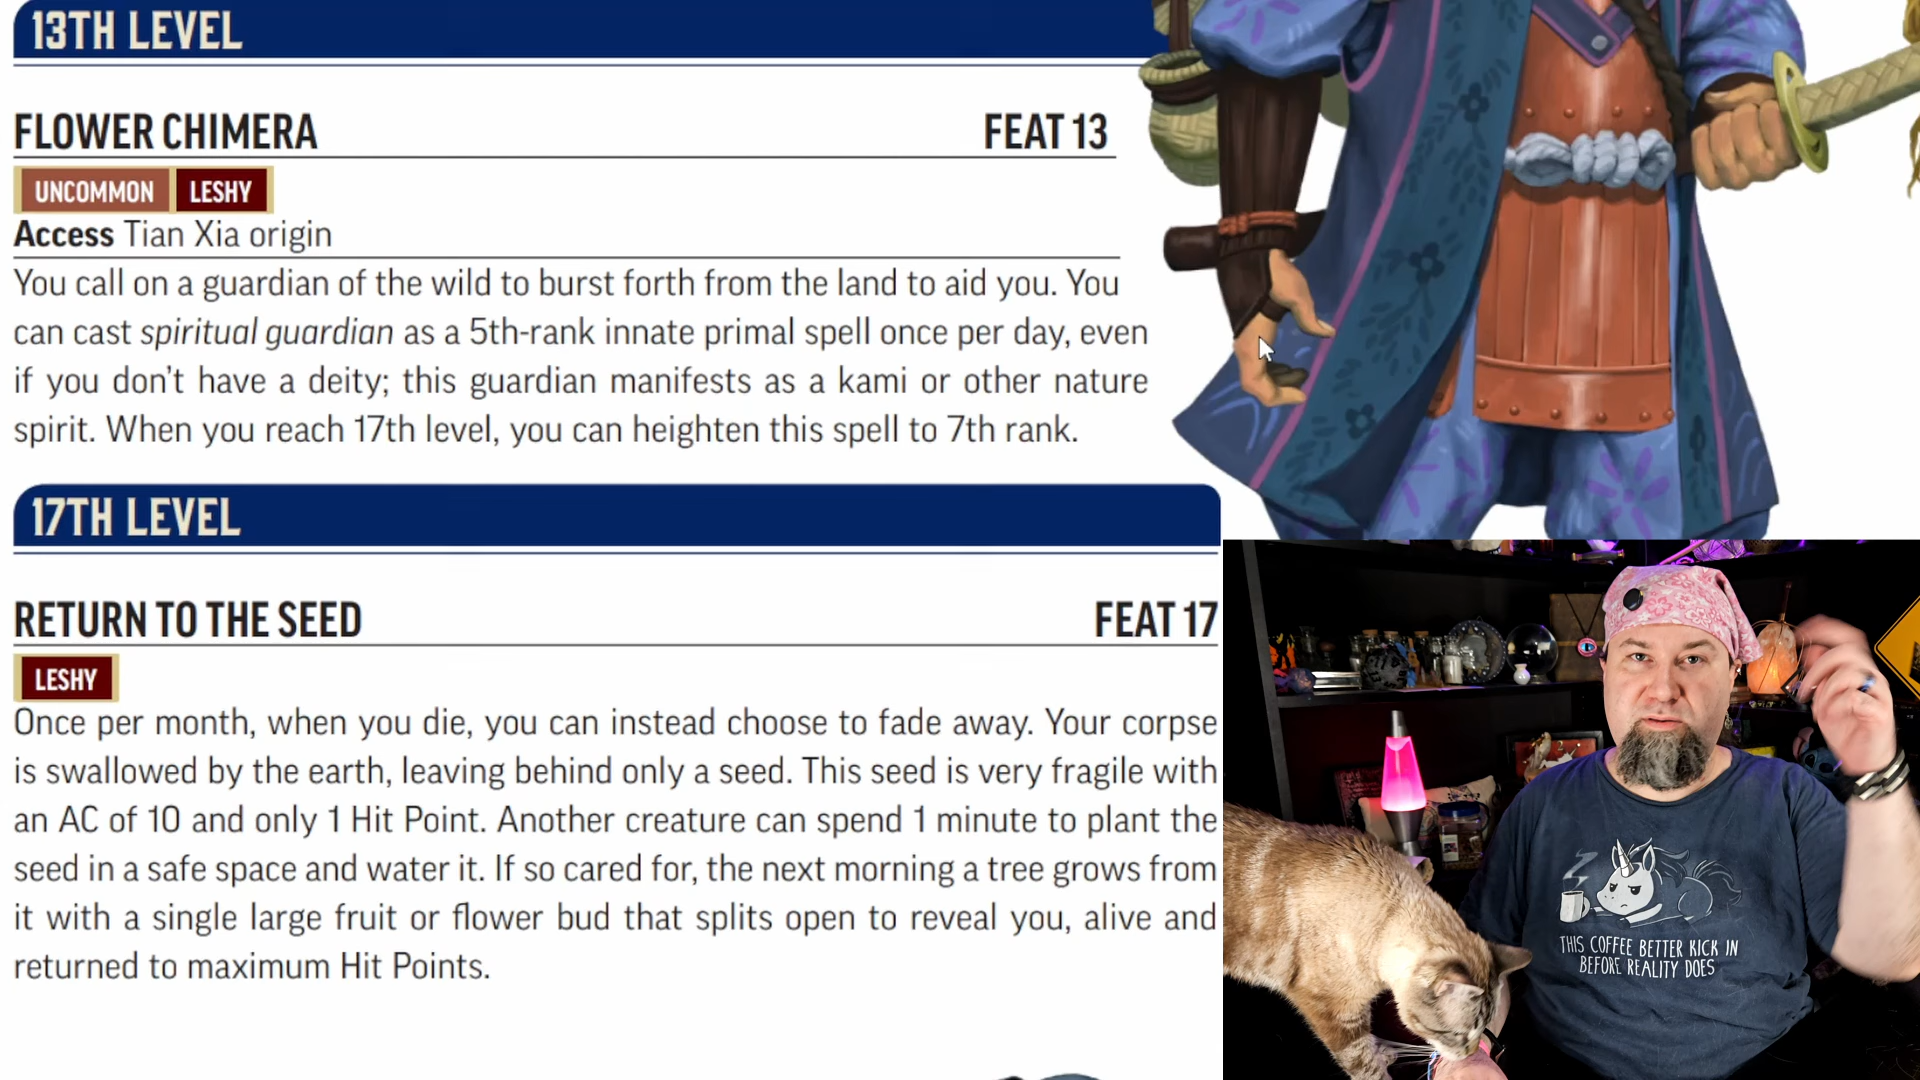 13TH LEVEL
FLOWER CHIMERA FEAT 13
UNCOMMON LESHY
Access Tian Xia origin
You call on a guardian of the wild to burst forth from the land to aid you. You
can cast spiritual guardian as a 5th-rank innate primal spell once per day, even
if you don't have a deity; this guardian manifests as a kami or other nature
spirit. When you reach 17th level, you can heighten this spell to 7th rank.
17TH LEVEL
RETURN TO THE SEED FEAT 17
LESHY
Once per month, when you die, you can instead choose to fade away. Your corpse
is swallowed by the earth, leaving behind only a seed. This seed is very fragile with
an AC of 10 and only 1 Hit Point. Another creature can spend 1 minute to plant the
seed in a safe space and water it. If so cared for, the next morning a tree grows from
it with a single large fruit or flower bud that splits open to reveal you, alive and
returned to maximum Hit Points.
THIS COFFEE BETTER KICK IN
BEFORE REALITY DOES